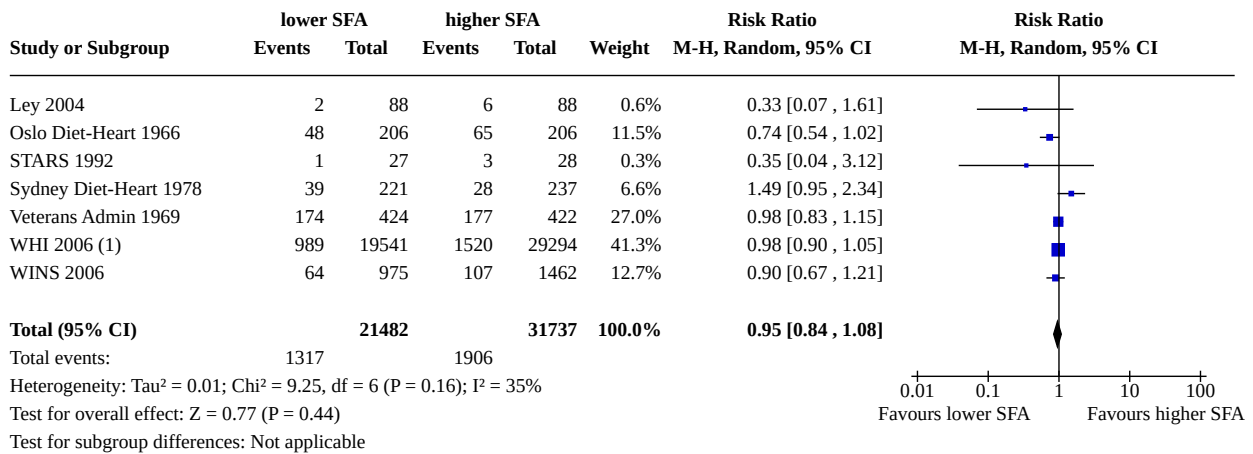 lower SFA higher SFA Risk Ratio Risk Ratio
Study or Subgroup Events Total Events Total Weight M-H, Random, 95% CI M-H, Random, 95% CI
Ley 2004 2 88 6 88 0.6% 0.33 [0.07 , 1.61]
Oslo Diet-Heart 1966 48 206 65 206 11.5% 0.74 [0.54 , 1.02]
STARS 1992 1 27 3 28 0.3% 0.35 [0.04 , 3.12]
Sydney Diet-Heart 1978 39 221 28 237 6.6% 1.49 [0.95 , 2.34]
Veterans Admin 1969 174 424 177 422 27.0% 0.98 [0.83 , 1.15]
WHI 2006 (1) 989 19541 1520 29294 41.3% 0.98 [0.90 , 1.05]
WINS 2006 64 975 107 1462 12.7% 0.90 [0.67 , 1.21]
Total (95% CI) 21482 31737 100.0% 0.95 [0.84 , 1.08]
Total events: 1317 1906
Heterogeneity: Tau² = 0.01; Chi² = 9.25, df = 6 (P = 0.16); I² = 35%
0.01 0.1 1 10 100
Test for overall effect: Z = 0.77 (P = 0.44) Favours lower SFA Favours higher SFA
Test for subgroup differences: Not applicable